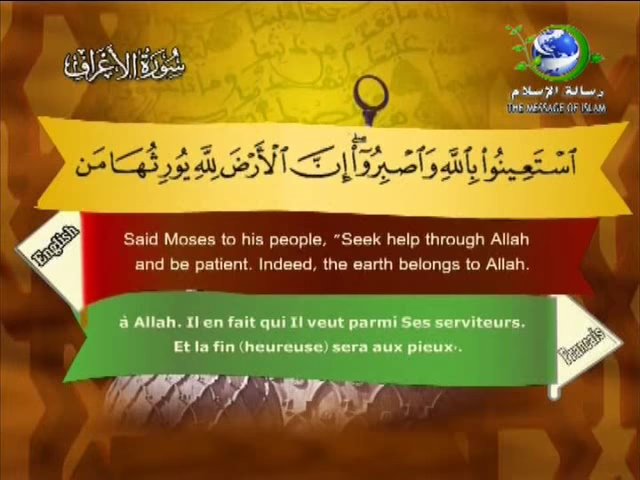 سورة الأعراف
رسالة الإسلام
THE MESSAGE OF ISLAM
ٱسْتَعِينُوا۟ بِٱللَّهِ وَٱصْبِرُوٓا۟ ۖ إِنَّ ٱلْأَرْضَ لِلَّهِ يُورِثُهَا مَن
English
Said Moses to his people, “Seek help through Allah
and be patient. Indeed, the earth belongs to Allah.
à Allah. Il en fait qui Il veut parmi Ses serviteurs.
Et la fin (heureuse) sera aux pieux›.
Francais